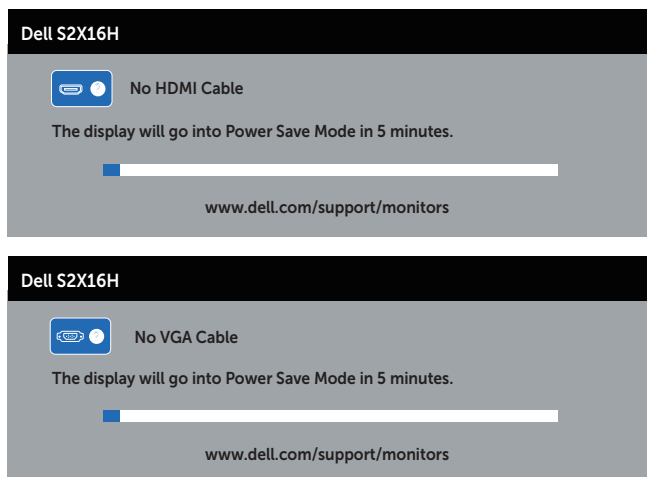 Dell S2X16H
No HDMI Cable
The display will go into Power Save Mode in 5 minutes.
www.dell.com/support/monitors
Dell S2X16H
No VGA Cable
The display will go into Power Save Mode in 5 minutes.
www.dell.com/support/monitors